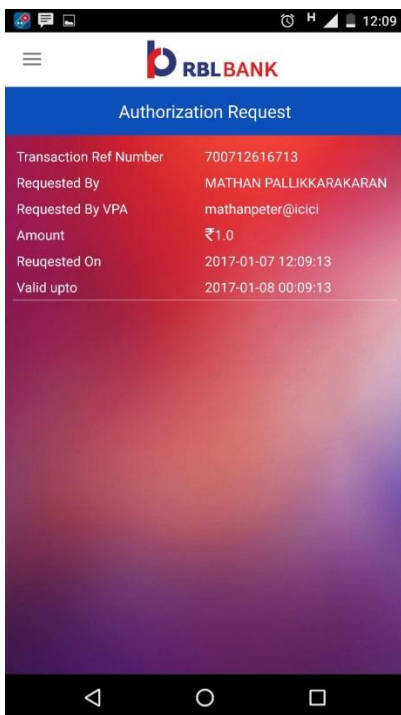 H 12:09
RBLBANK
Authorization Request
Transaction Ref Number 700712616713
Requested By MATHAN PALLIKKARAKARAN
Requested By VPA mathanpeter@icici
Amount ₹1.0
Reuqested On 2017-01-07 12:09:13
Valid upto 2017-01-08 00:09:13